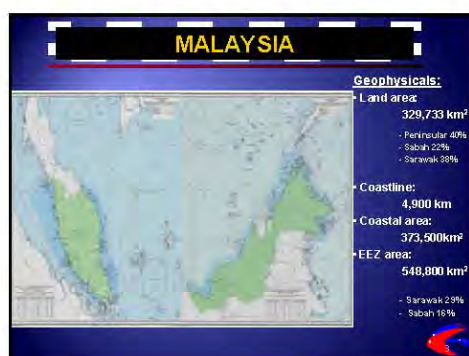 MALAYSIA
Geophysicals:
• Land area:
329,733 km²
- Peninsular 40%
- Sabah 22%
- Sarawak 38%
• Coastline:
4,900 km
• Coastal area:
373,500km²
• EEZ area:
548,800 km²
- Sarawak 29%
- Sabah 16%